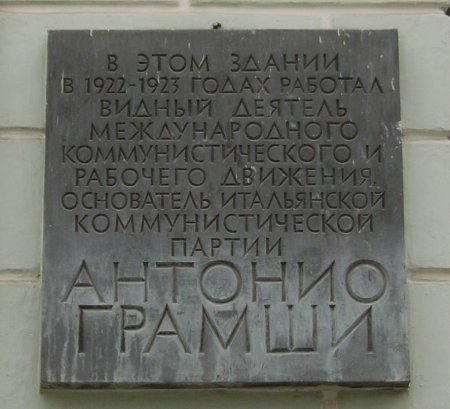 В ЭТОМ ЗДАНИИ
В 1922-1923 ГОДАХ РАБОТАЛ
ВИДНЫЙ ДЕЯТЕЛЬ
МЕЖДУНАРОДНОГО
КОММУНИСТИЧЕСКОГО И
РАБОЧЕГО ДВИЖЕНИЯ,
ОСНОВАТЕЛЬ ИТАЛЬЯНСКОЙ
КОММУНИСТИЧЕСКОЙ
ПАРТИИ
АНТОНИО
ГРАМШИ